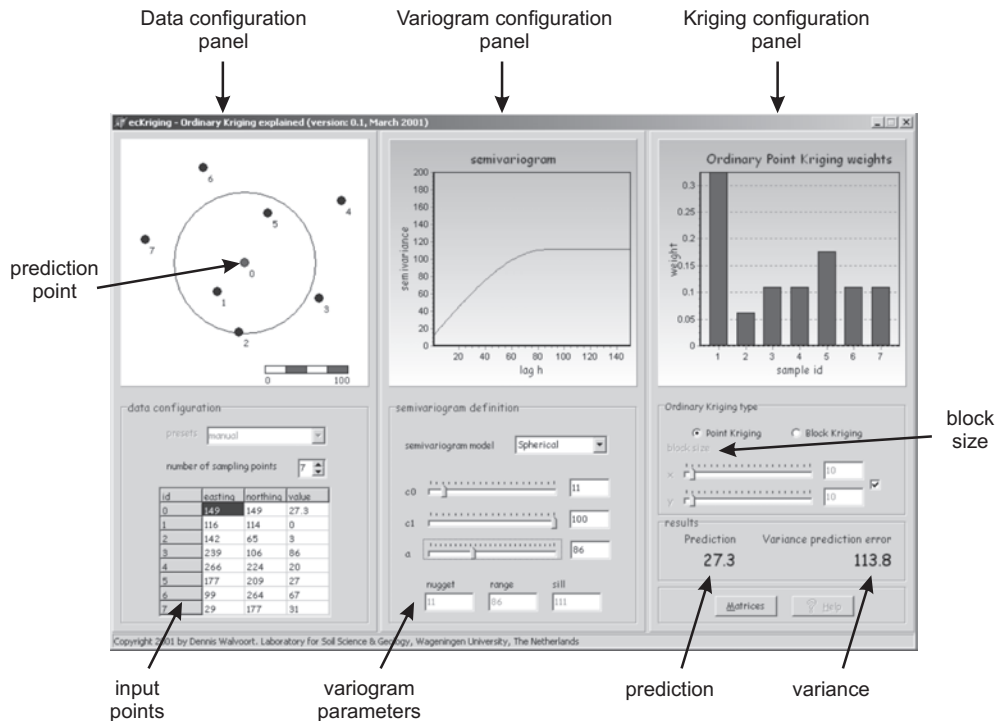 Data configuration
panel
Variogram configuration
panel
Kriging configuration
panel
ecKriging - Ordinary Kriging explained (version: 0.1, March 2001)
6
4
5
7
0
1
3
2
0 100
prediction
point
semivariogram
200
180
160
140
120
100
80
60
40
20
0
semivariance
20 40 60 80 100 120 140
lag h
Ordinary Point Kriging weights
0.3
0.25
0.2
0.15
0.1
0.05
0
weight
1 2 3 4 5 6 7
sample id
data configuration
presets manual
number of sampling points 7
id easting northing value
0 149 149 27.3
1 116 114 0
2 142 65 3
3 239 106 86
4 266 224 20
5 177 209 27
6 99 264 67
7 29 177 31
semivariogram definition
semivariogram model Spherical
c0 11
c1 100
a 86
nugget range sill
11 86 111
Ordinary Kriging type
Point Kriging Block Kriging
block size
x 10
y 10
block
size
results
Prediction Variance prediction error
27.3 113.8
Matrices ? Help
Copyright 2001 by Dennis Walvoort. Laboratory for Soil Science & Geology, Wageningen University, The Netherlands
input
points
variogram
parameters
prediction
variance